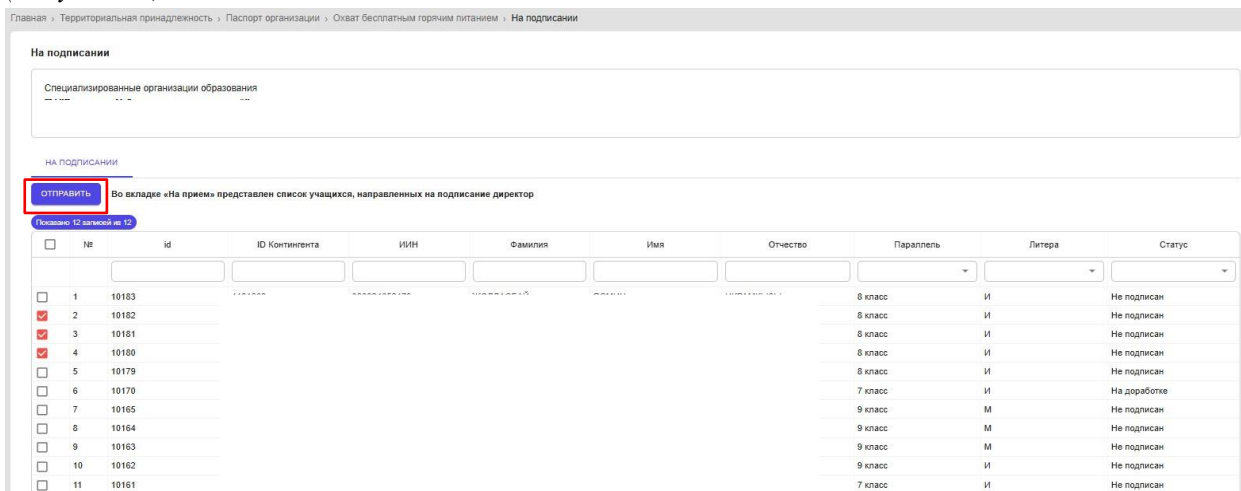 Главная › Территориальная принадлежность › Паспорт организации › Охват бесплатным горячим питанием › На подписании
На подписании
Специализированные организации образования
НА ПОДПИСАНИИ
ОТПРАВИТЬ Во вкладке «На прием» представлен список учащихся, направленных на подписание директор
Показано 12 записей из 12
№ id ID Контингента ИИН Фамилия Имя Отчество Параллель Литера Статус
1 10183 8 класс И Не подписан
2 10182 8 класс И Не подписан
3 10181 8 класс И Не подписан
4 10180 8 класс И Не подписан
5 10179 8 класс И Не подписан
6 10170 7 класс И На доработке
7 10165 9 класс М Не подписан
8 10164 9 класс М Не подписан
9 10163 9 класс М Не подписан
10 10162 9 класс И Не подписан
11 10161 7 класс И Не подписан